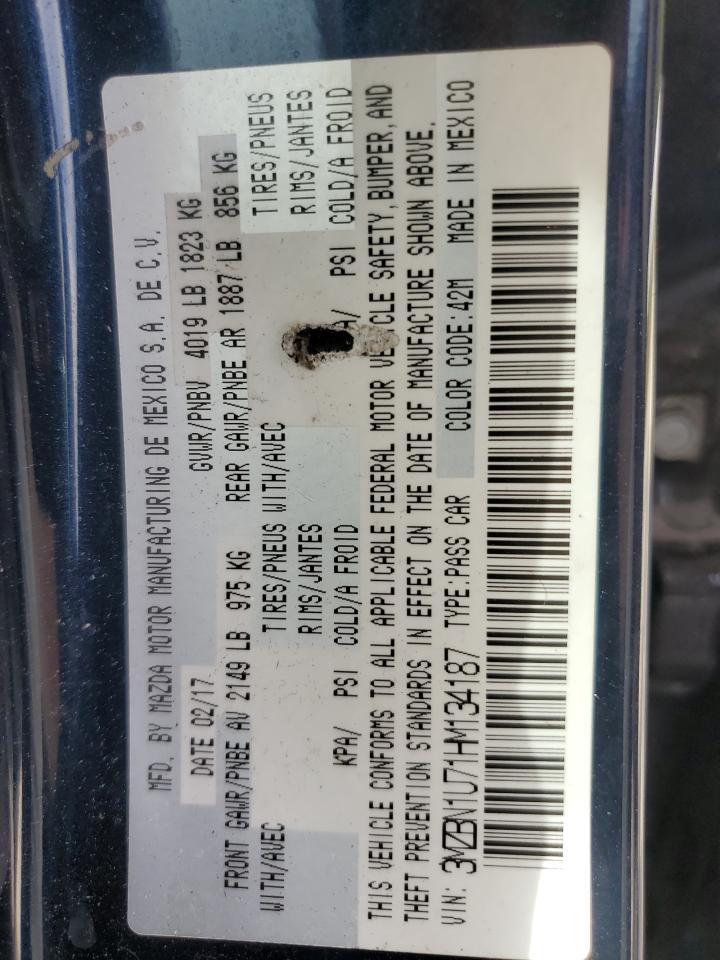 MFD. BY MAZDA MOTOR MANUFACTURING DE MEXICO S.A. DE C.V.
DATE 02/17 GVWR/PNBV 4019 LB 1823 KG
FRONT GAWR/PNBE AV 2149 LB 975 KG REAR GAWR/PNBE AR 1887 LB 856 KG
WITH/AVEC TIRES/PNEUS WITH/AVEC TIRES/PNEUS
RIMS/JANTES RIMS/JANTES
KPA/ PSI COLD/A FROID A/ PSI COLD/A FROID
THIS VEHICLE CONFORMS TO ALL APPLICABLE FEDERAL MOTOR VEHICLE SAFETY, BUMPER, AND
THEFT PREVENTION STANDARDS IN EFFECT ON THE DATE OF MANUFACTURE SHOWN ABOVE.
VIN: 3MZBN1U71HM134187 TYPE:PASS CAR COLOR CODE:42M MADE IN MEXICO